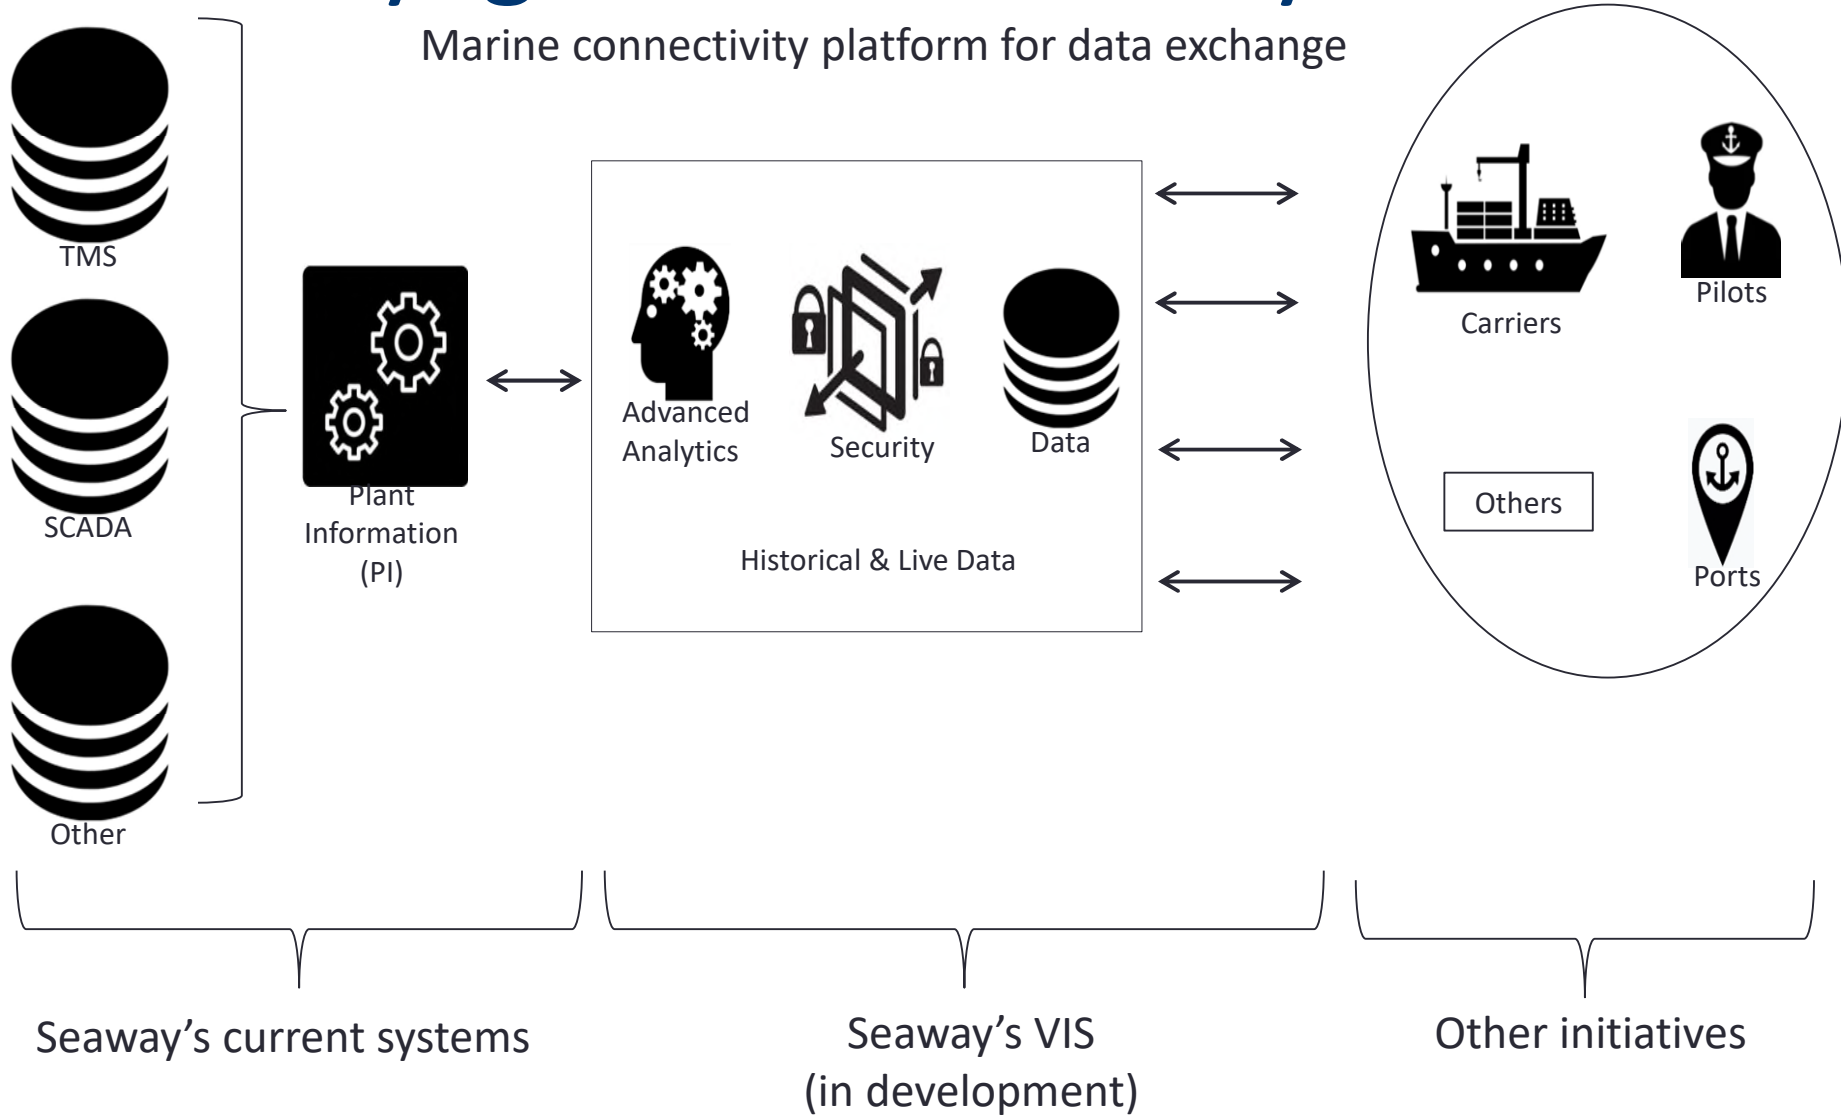 Marine connectivity platform for data exchange
TMS
SCADA
Other
Plant
Information
(PI)
Advanced
Analytics
Security
Data
Historical & Live Data
Carriers
Pilots
Others
Ports
Seaway's current systems
Seaway's VIS
(in development)
Other initiatives